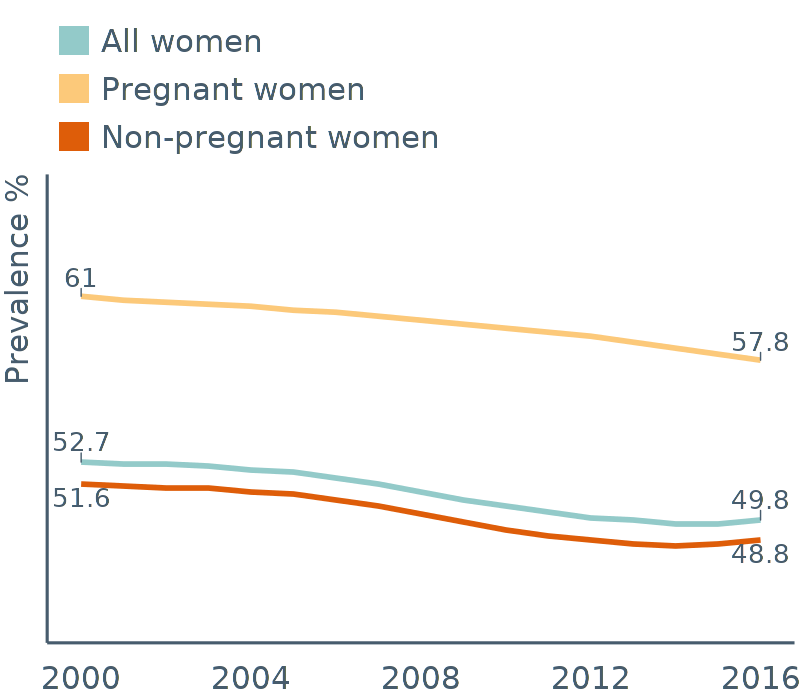 All women
Pregnant women
Non-pregnant women
Prevalence %
61
57.8
52.7
51.6
49.8
48.8
2000 2004 2008 2012 2016